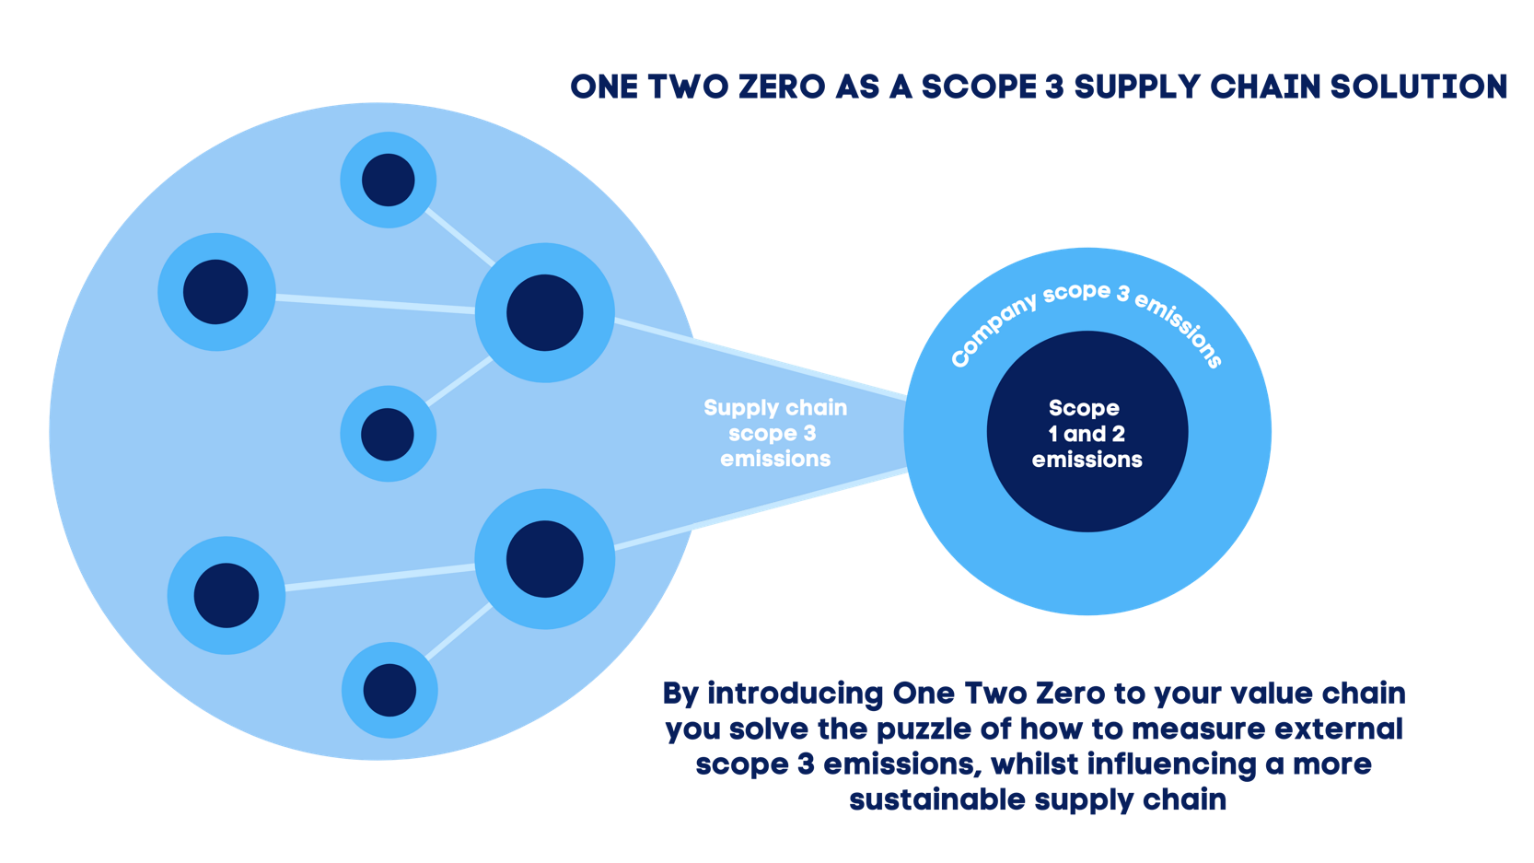 ONE TWO ZERO AS A SCOPE 3 SUPPLY CHAIN SOLUTION
Company scope 3 emissions
Supply chain
scope 3
emissions
Scope
1 and 2
emissions
By introducing One Two Zero to your value chain
you solve the puzzle of how to measure external
scope 3 emissions, whilst influencing a more
sustainable supply chain